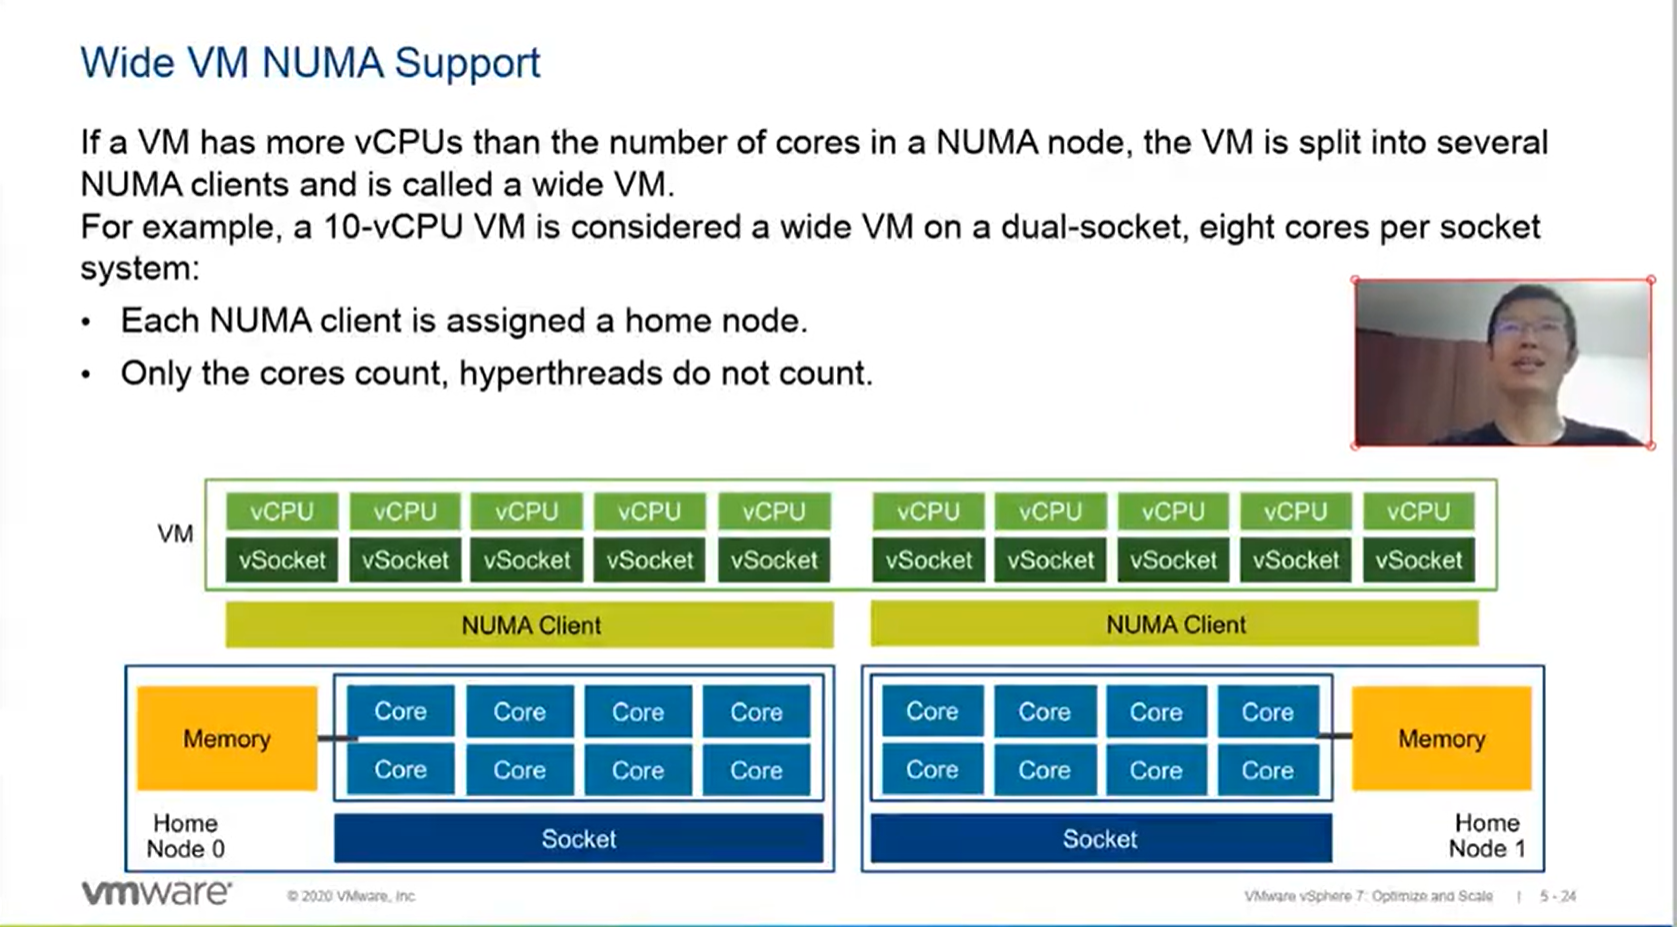 Wide VM NUMA Support
If a VM has more vCPUs than the number of cores in a NUMA node, the VM is split into several
NUMA clients and is called a wide VM.
For example, a 10-vCPU VM is considered a wide VM on a dual-socket, eight cores per socket
system:
• Each NUMA client is assigned a home node.
• Only the cores count, hyperthreads do not count.
vCPU vCPU vCPU vCPU vCPU vCPU vCPU vCPU vCPU vCPU
VM
vSocket vSocket vSocket vSocket vSocket vSocket vSocket vSocket vSocket vSocket
NUMA Client NUMA Client
Core Core Core Core Core Core Core Core
Memory Memory
Core Core Core Core Core Core Core Core
Home Home
Node 0 Socket Socket Node 1
vmware® © 2020 VMware, Inc VMware vSphere 7: Optimize and Scale | 5 - 24